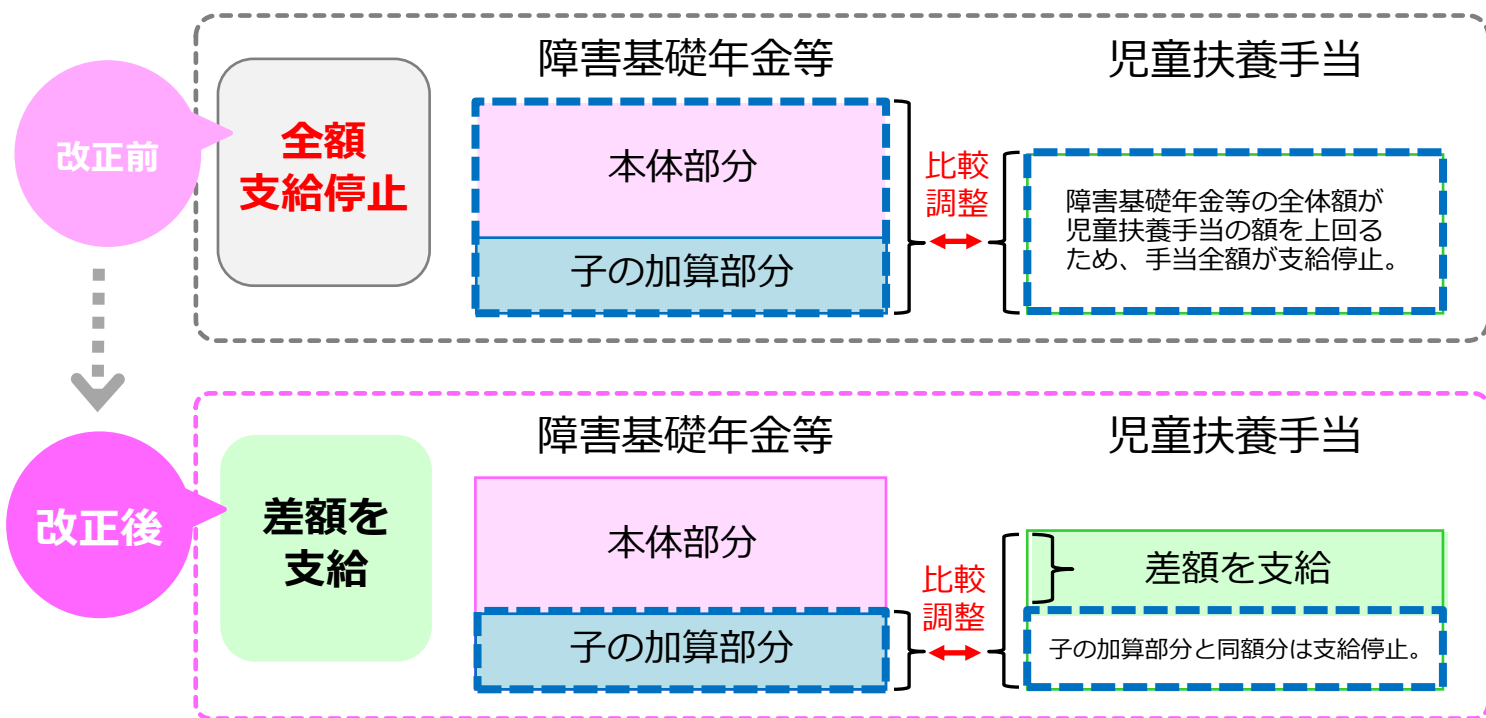 改正前
全額
支給停止
障害基礎年金等
本体部分
子の加算部分
比較
調整
児童扶養手当
障害基礎年金等の全体額が
児童扶養手当の額を上回る
ため、手当全額が支給停止。
改正後
差額を
支給
障害基礎年金等
本体部分
子の加算部分
比較
調整
児童扶養手当
差額を支給
子の加算部分と同額分は支給停止。